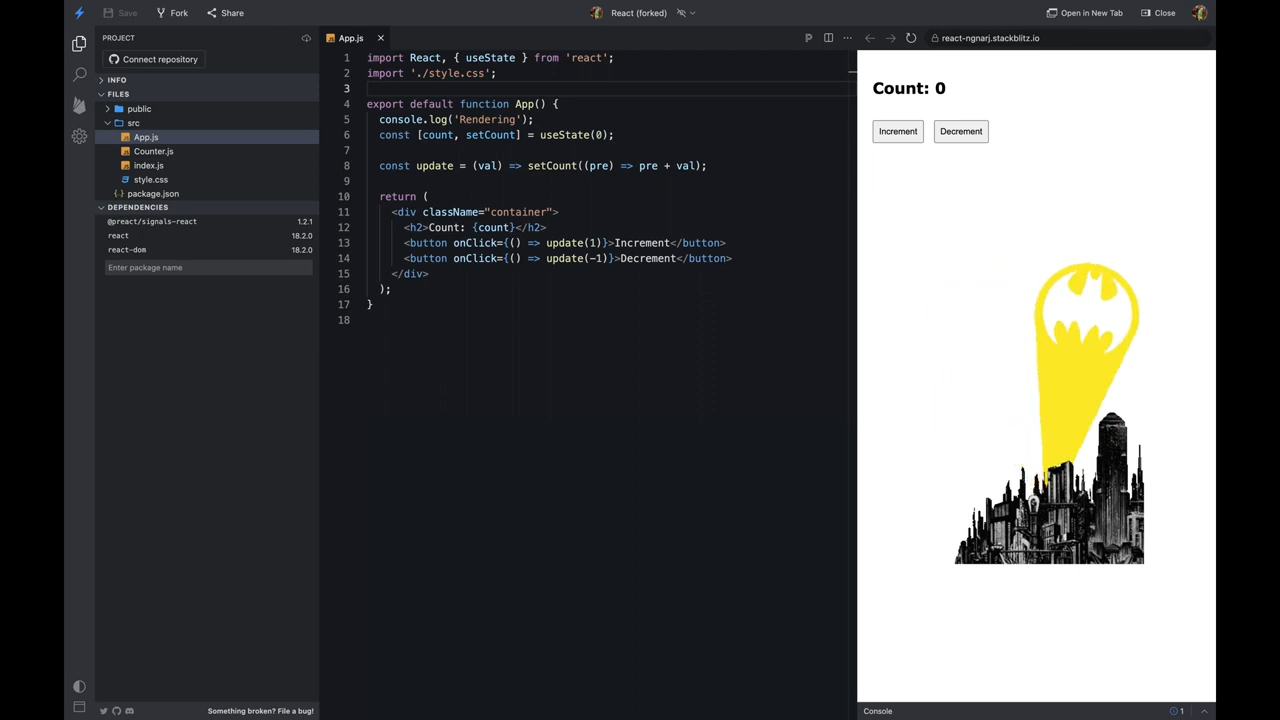 Save Fork Share React (forked) Open in New Tab Close
PROJECT
Connect repository
INFO
FILES
public
src
App.js
Counter.js
index.js
style.css
package.json
DEPENDENCIES
@preact/signals-react 1.2.1
react 18.2.0
react-dom 18.2.0
Enter package name
Something broken? File a bug!
App.js
1 import React, { useState } from 'react';
2 import './style.css';
3
4 export default function App() {
5 console.log('Rendering');
6 const [count, setCount] = useState(0);
7
8 const update = (val) => setCount((pre) => pre + val);
9
10 return (
11 <div className="container">
12 <h2>Count: {count}</h2>
13 <button onClick={() => update(1)}>Increment</button>
14 <button onClick={() => update(-1)}>Decrement</button>
15 </div>
16 );
17 }
18
react-ngnarj.stackblitz.io
Count: 0
Increment Decrement
Console 1